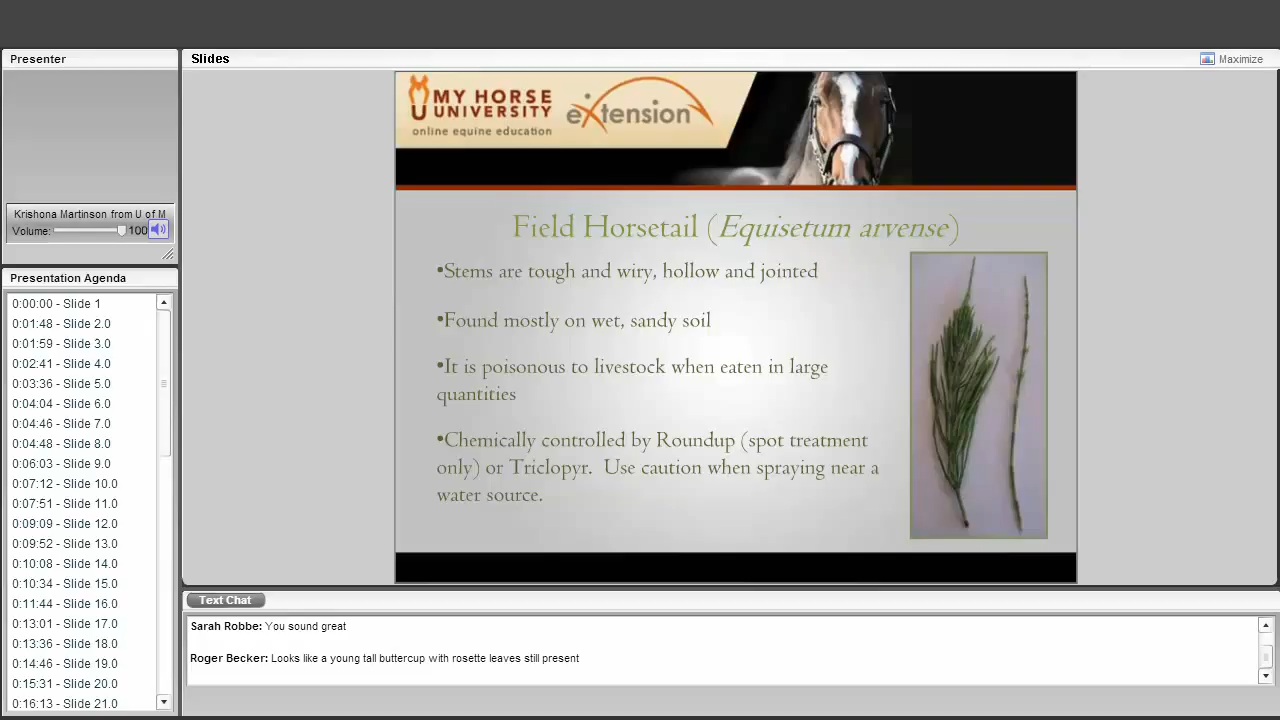 Presenter
Slides
Maximize
MY HORSE
UNIVERSITY
online equine education
eXtension
Krishona Martinson from U of M
Volume:
100
Presentation Agenda
0:00:00 - Slide 1
0:01:48 - Slide 2.0
0:01:59 - Slide 3.0
0:02:41 - Slide 4.0
0:03:36 - Slide 5.0
0:04:04 - Slide 6.0
0:04:46 - Slide 7.0
0:04:48 - Slide 8.0
0:06:03 - Slide 9.0
0:07:12 - Slide 10.0
0:07:51 - Slide 11.0
0:09:09 - Slide 12.0
0:09:52 - Slide 13.0
0:10:08 - Slide 14.0
0:10:34 - Slide 15.0
0:11:44 - Slide 16.0
0:13:01 - Slide 17.0
0:13:36 - Slide 18.0
0:14:46 - Slide 19.0
0:15:31 - Slide 20.0
0:16:13 - Slide 21.0
Field Horsetail (Equisetum arvense)
•Stems are tough and wiry, hollow and jointed
•Found mostly on wet, sandy soil
•It is poisonous to livestock when eaten in large
quantities
•Chemically controlled by Roundup (spot treatment
only) or Triclopyr.  Use caution when spraying near a
water source.
Text Chat
Sarah Robbe: You sound great
Roger Becker: Looks like a young tall buttercup with rosette leaves still present